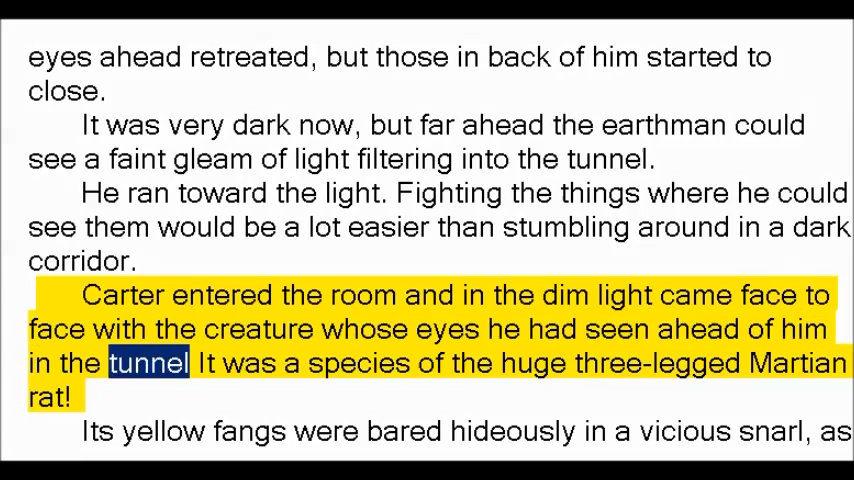 eyes ahead retreated, but those in back of him started to
close.
It was very dark now, but far ahead the earthman could
see a faint gleam of light filtering into the tunnel.
He ran toward the light. Fighting the things where he could
see them would be a lot easier than stumbling around in a dark
corridor.
Carter entered the room and in the dim light came face to
face with the creature whose eyes he had seen ahead of him
in the tunnel It was a species of the huge three-legged Martian
rat!
Its yellow fangs were bared hideously in a vicious snarl, as